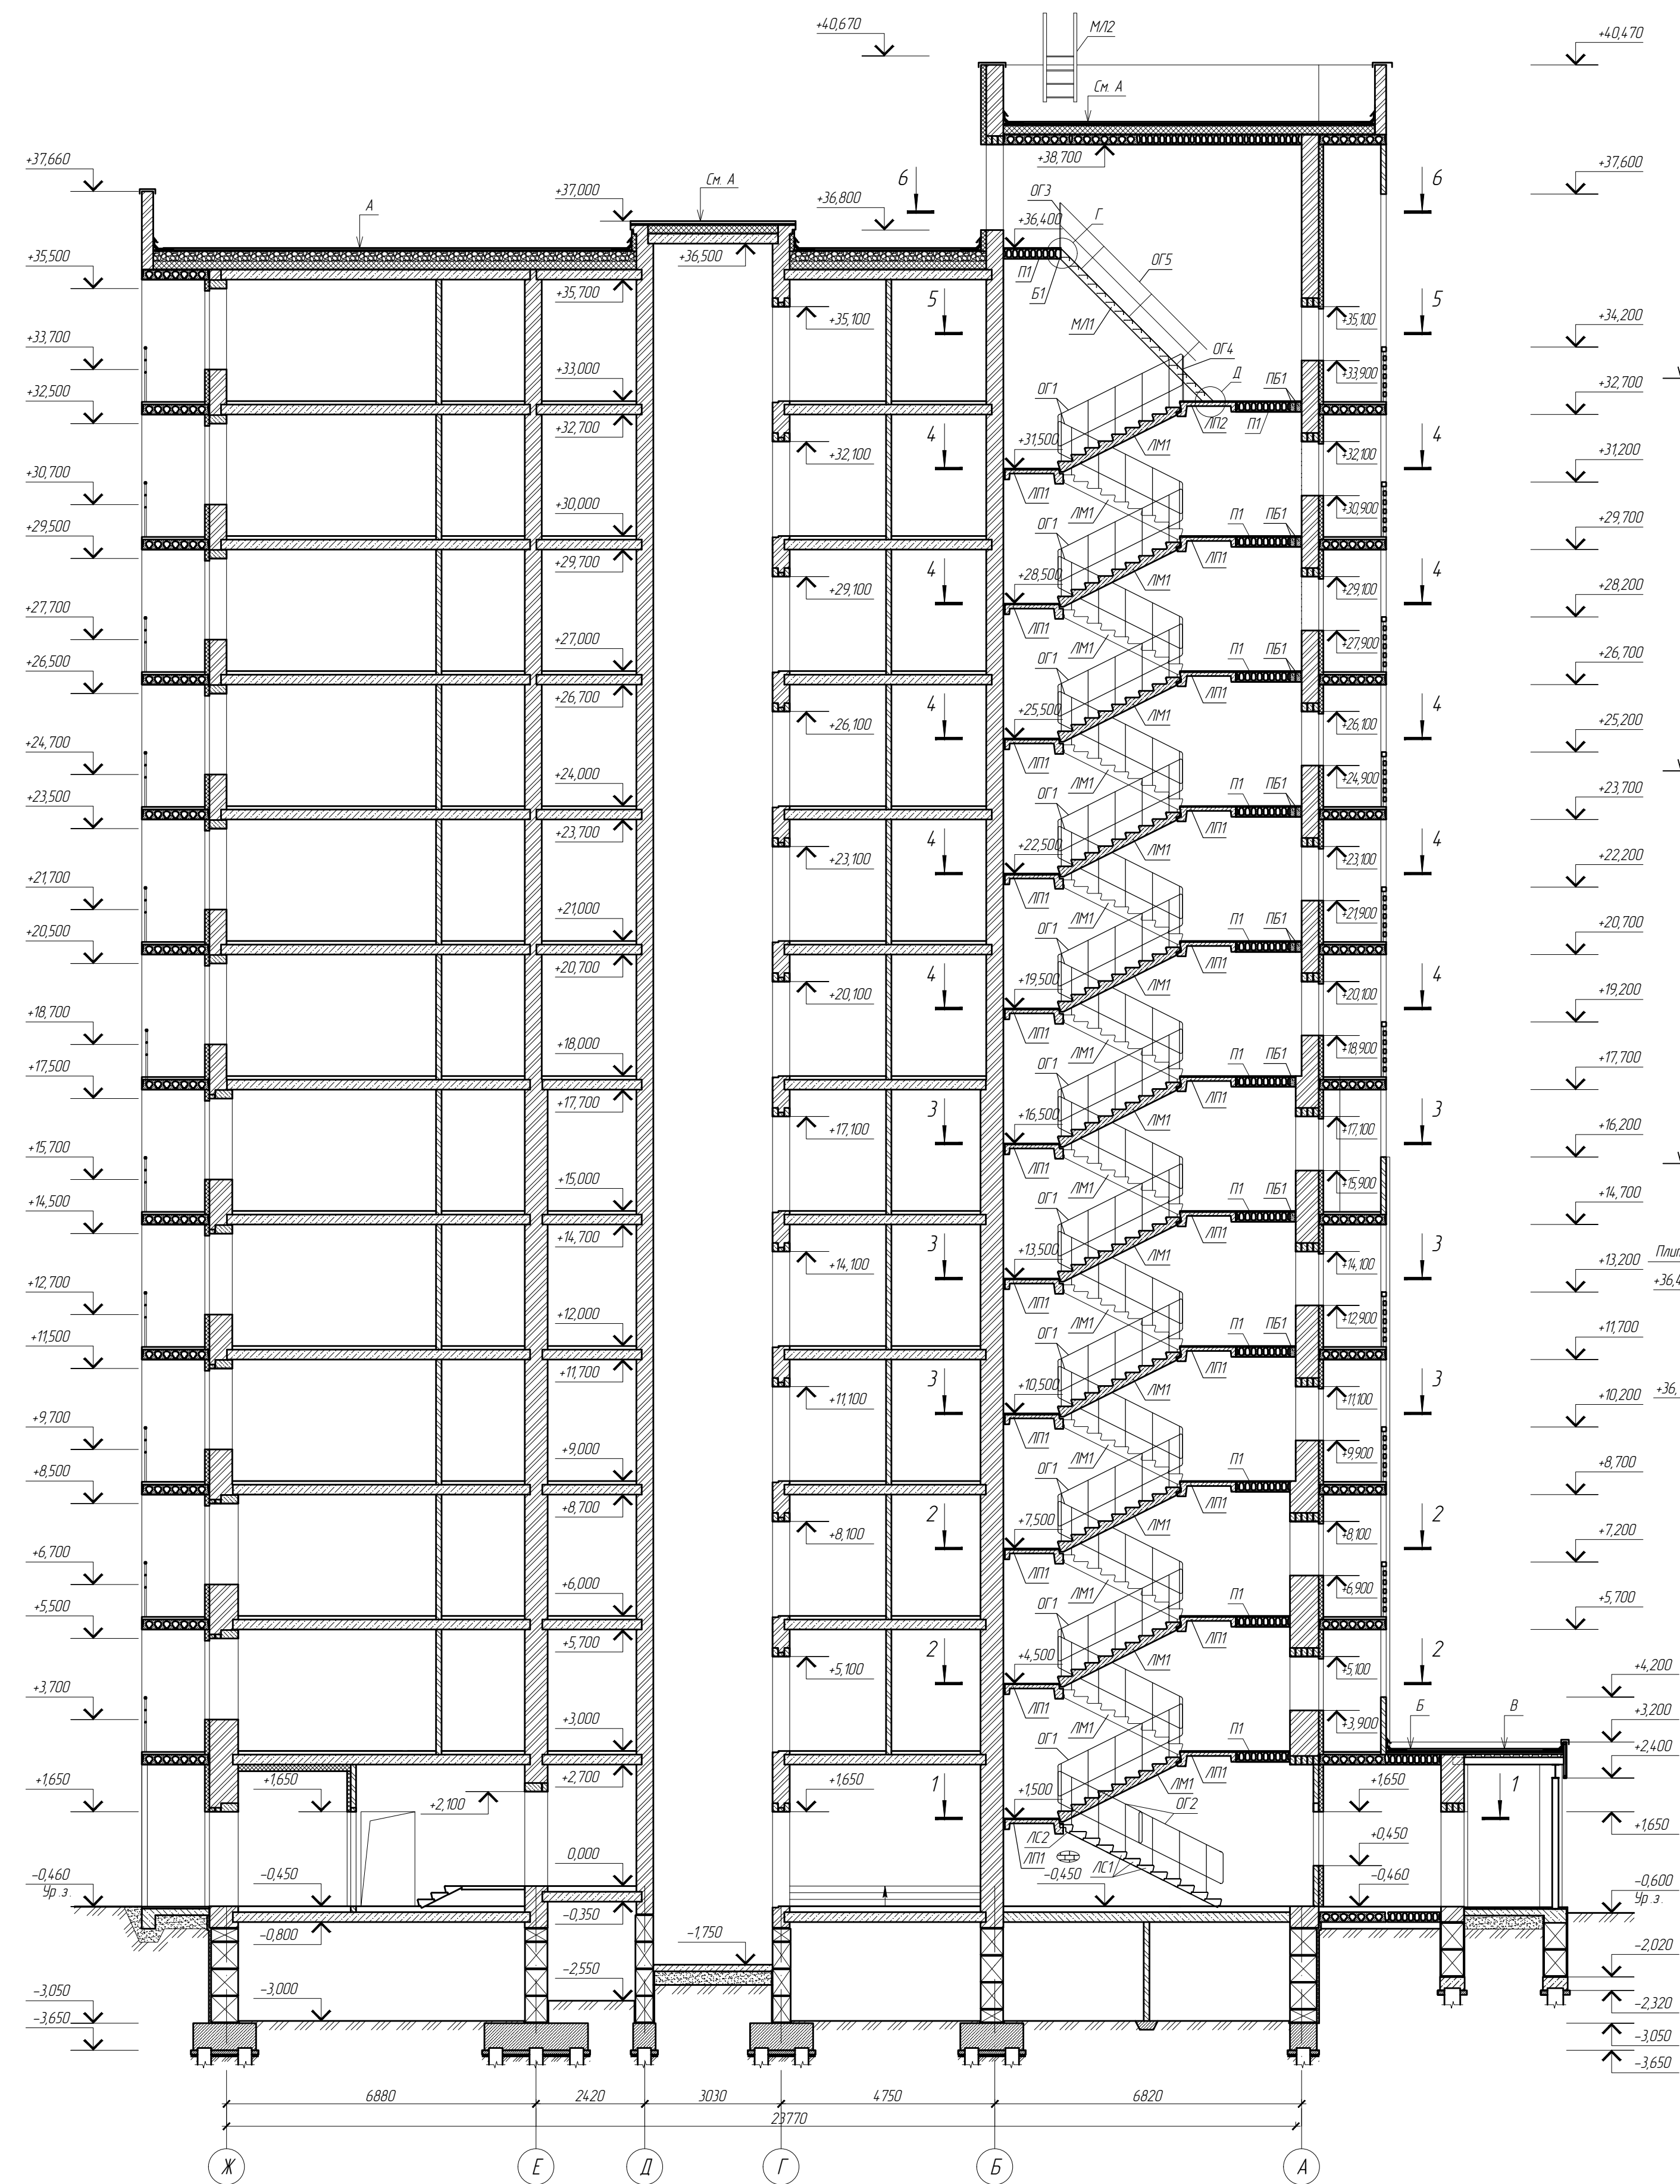 +40,670
МЛ2
+40,470
См. А
+38,700
+37,660
А
+37,000
См. А
+36,800
6
6
+37,600
ОГ3
+36,400
Г
+36,500
П1
Б1
ОГ5
МЛ1
+35,500
+35,700
+35,100
5
5
+35,100
+34,200
+33,700
+33,000
ОГ4
Д
+33,900
+32,500
ОГ1
ПБ1
+32,700
+32,700
+32,100
4
+31,500
ЛМ1
ЛП2
П1
+32,100
4
+31,200
+30,700
+30,000
ЛП1
ЛМ1
+30,900
+29,500
ОГ1
П1
ПБ1
+29,700
+29,700
+29,100
4
+28,500
ЛМ1
ЛП1
+29,100
4
+28,200
+27,700
+27,000
ЛП1
ЛМ1
+27,900
+26,500
ОГ1
П1
ПБ1
+26,700
+26,700
+26,100
4
+25,500
ЛМ1
ЛП1
+26,100
4
+25,200
+24,700
+24,000
ЛП1
ЛМ1
+24,900
+23,500
ОГ1
П1
ПБ1
+23,700
+23,700
+23,100
4
+22,500
ЛМ1
ЛП1
+23,100
4
+22,200
+21,700
+21,000
ЛП1
ЛМ1
+21,900
+20,500
ОГ1
П1
ПБ1
+20,700
+20,700
+20,100
4
+19,500
ЛМ1
ЛП1
+20,100
4
+19,200
+18,700
+18,000
ЛП1
ЛМ1
+18,900
+17,500
ОГ1
П1
ПБ1
+17,700
+17,700
+17,100
3
+16,500
ЛМ1
ЛП1
+17,100
3
+16,200
+15,700
+15,000
ЛП1
ЛМ1
+15,900
+14,500
ОГ1
П1
ПБ1
+14,700
+14,700
+14,100
3
+13,500
ЛМ1
ЛП1
+14,100
3
+13,200
+12,700
+12,000
ЛП1
ЛМ1
+12,900
+11,500
ОГ1
П1
ПБ1
+11,700
+11,700
+11,100
3
+10,500
ЛМ1
ЛП1
+11,100
3
+10,200
+9,700
+9,000
ЛП1
ЛМ1
+9,900
+8,500
ОГ1
П1
+8,700
+8,700
+8,100
2
+7,500
ЛМ1
ЛП1
+8,100
2
+7,200
+6,700
+6,000
ЛП1
ЛМ1
+6,900
+5,500
ОГ1
П1
+5,700
+5,700
+5,100
2
+4,500
ЛМ1
ЛП1
+5,100
2
+4,200
+3,700
+3,000
ЛП1
ЛМ1
+3,900
Б
В
+3,200
ОГ1
П1
+2,400
+2,700
+1,650
+1,650
+2,100
+1,650
1
+1,500
ЛМ1
ЛП1
ОГ2
+1,650
1
+1,650
ЛС2
ЛП1
ЛС1
+0,450
0,000
-0,460
Ур.з.
-0,450
-0,450
-0,460
-0,600
Ур.з.
-0,350
-0,800
-1,750
-2,020
-2,550
-3,000
-2,320
-3,050
-3,650
-3,050
-3,650
6880
2420
3030
4750
6820
23770
Ж
Е
Д
Г
Б
А